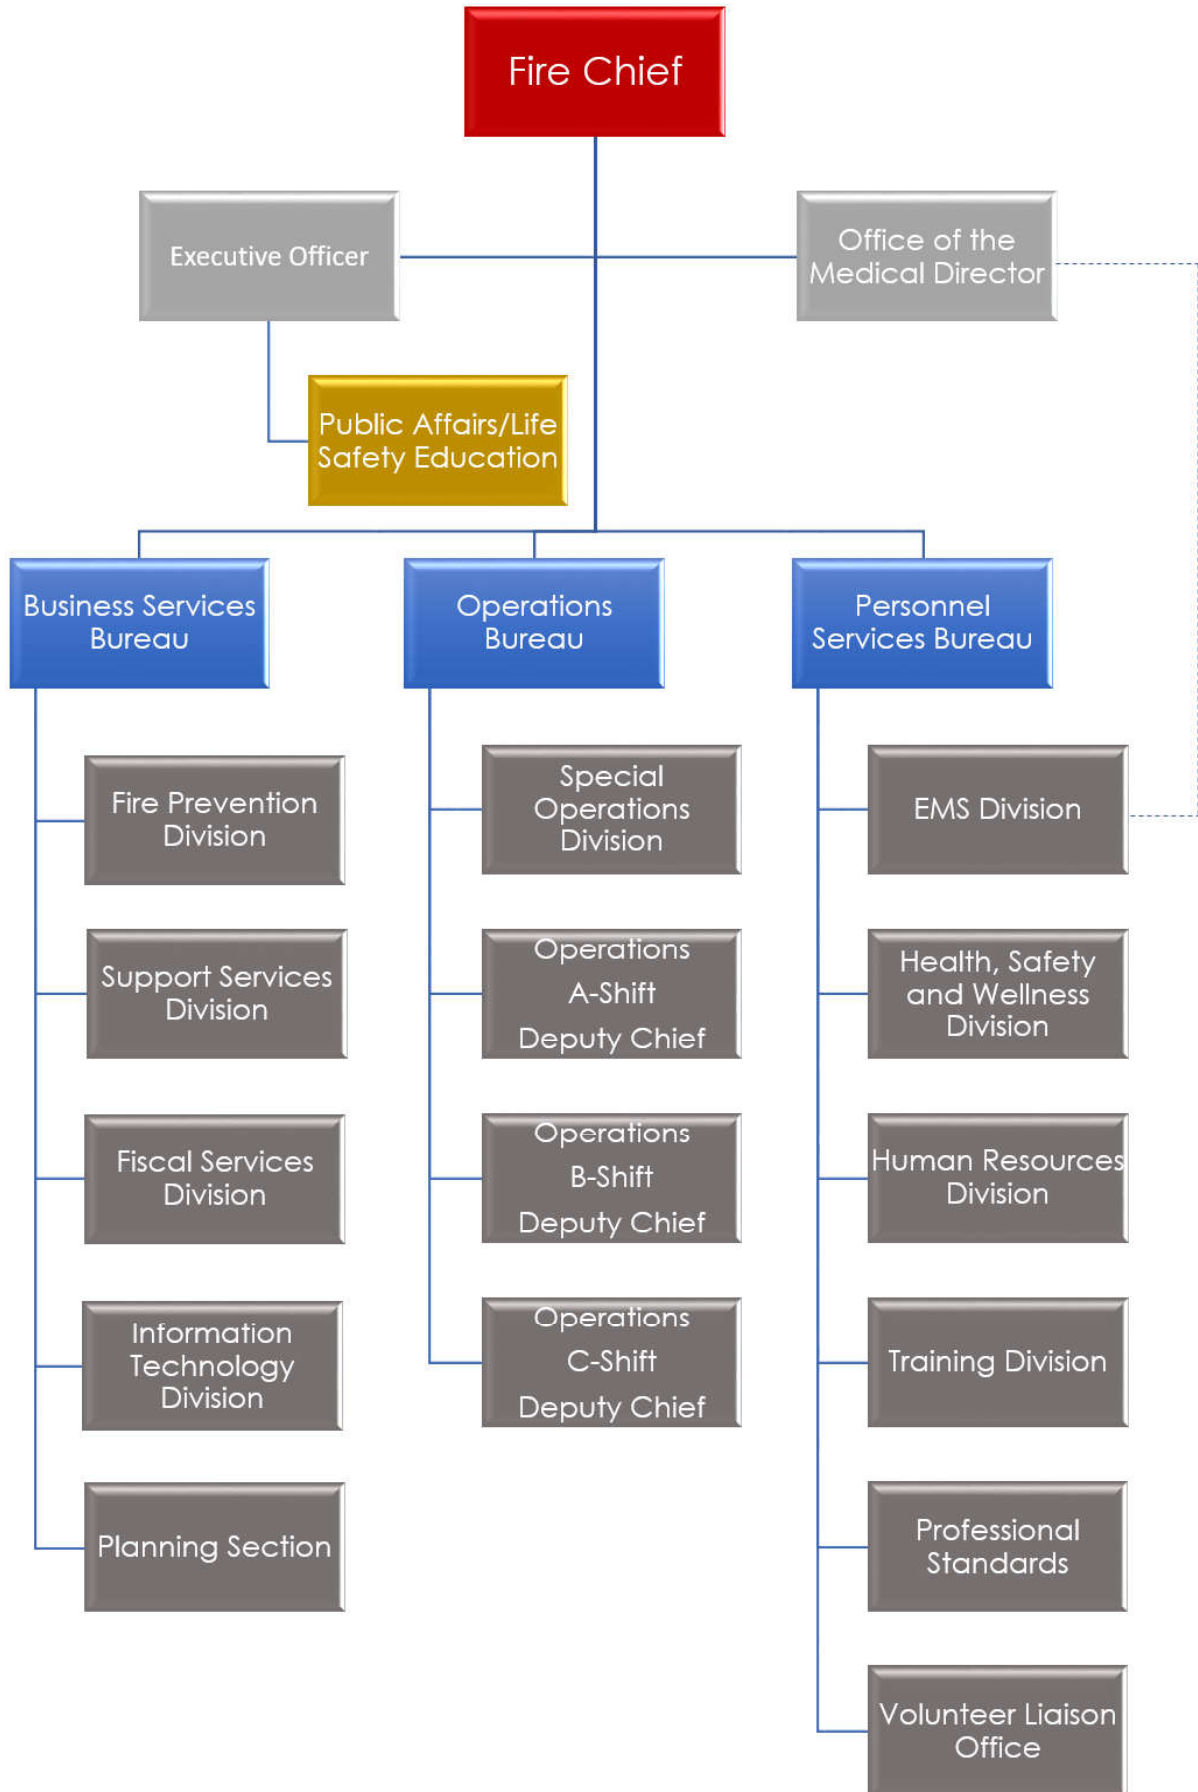 Fire Chief
Executive Officer
Office of the
Medical Director
Public Affairs/Life
Safety Education
Business Services
Bureau
Operations
Bureau
Personnel
Services Bureau
Fire Prevention
Division
Support Services
Division
Fiscal Services
Division
Information
Technology
Division
Planning Section
Special
Operations
Division
Operations
A-Shift
Deputy Chief
Operations
B-Shift
Deputy Chief
Operations
C-Shift
Deputy Chief
EMS Division
Health, Safety
and Wellness
Division
Human Resources
Division
Training Division
Professional
Standards
Volunteer Liaison
Office